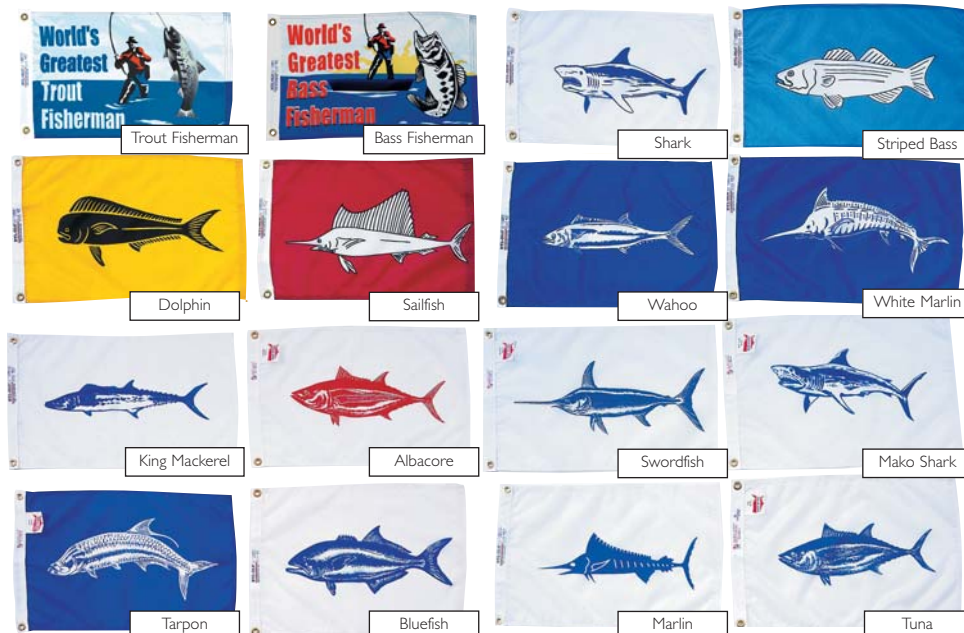 World's
Greatest
Trout
Fisherman
Trout Fisherman
World's
Greatest
Bass
Fisherman
Bass Fisherman
Shark
Striped Bass
Dolphin
Sailfish
Wahoo
White Marlin
King Mackerel
Albacore
Swordfish
Mako Shark
Tarpon
Bluefish
Marlin
Tuna